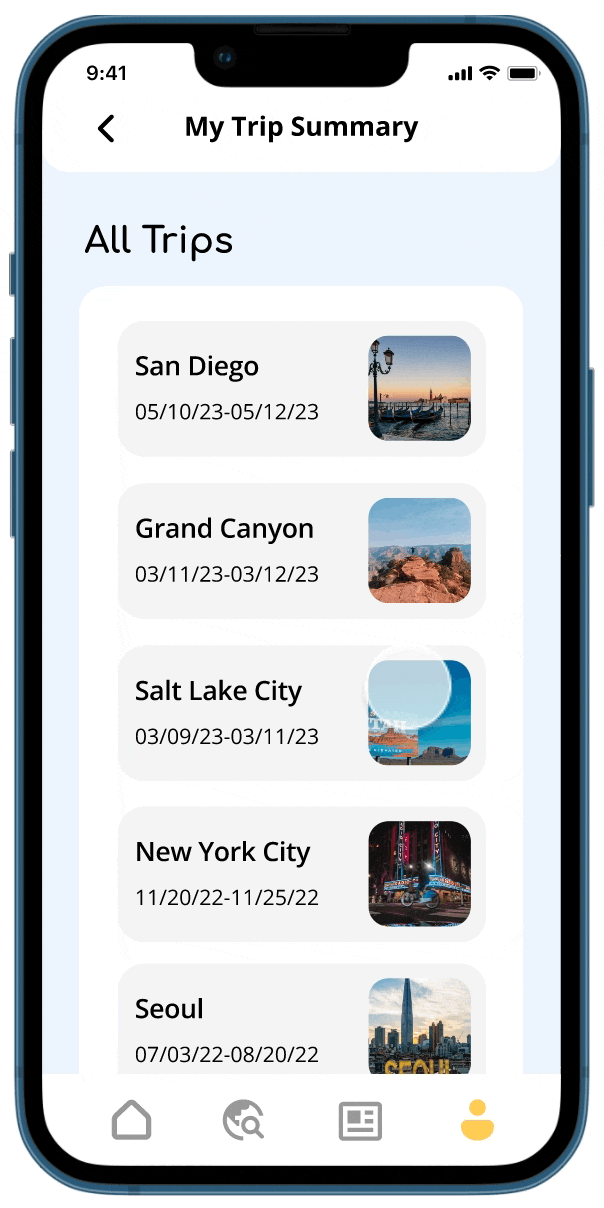 9:41
My Trip Summary
All Trips
San Diego
05/10/23-05/12/23
Grand Canyon
03/11/23-03/12/23
Salt Lake City
03/09/23-03/11/23
New York City
11/20/22-11/25/22
Seoul
07/03/22-08/20/22
SEOUL